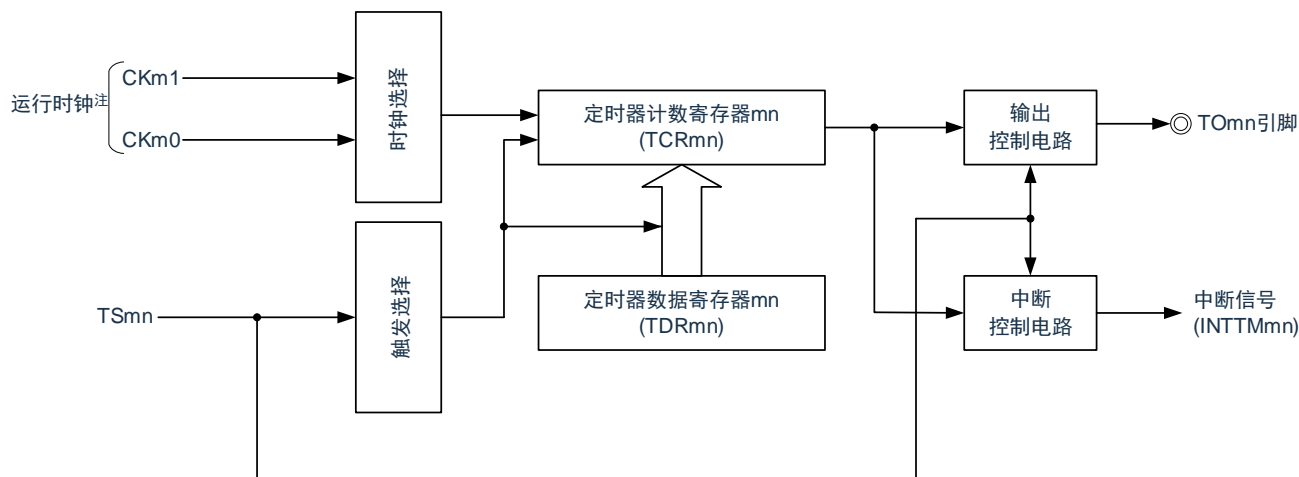 运行时钟注
CKm1
CKm0
时钟选择
定时器计数寄存器mn
(TCRmn)
输出
控制电路
TOmn引脚
TSmn
触发选择
定时器数据寄存器mn
(TDRmn)
中断
控制电路
中断信号
(INTTMmn)